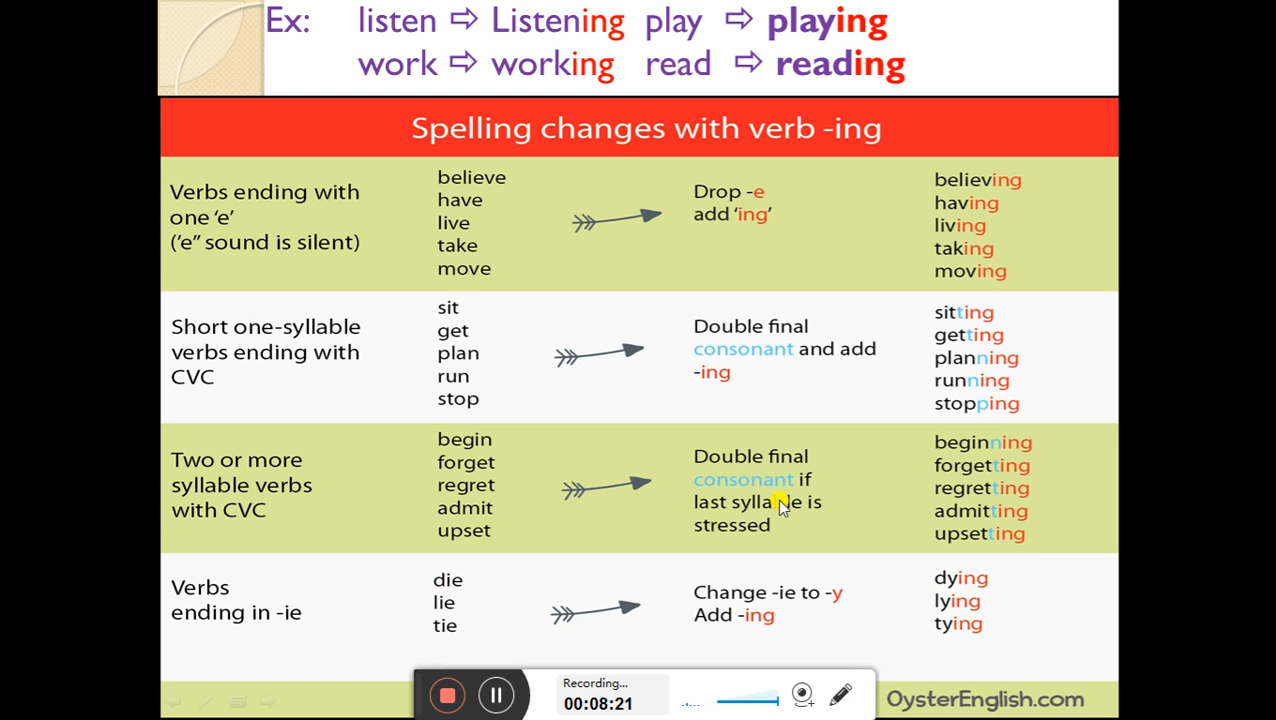 Ex: listen ⇨ Listening play ⇨ playing
work ⇨ working read ⇨ reading
Spelling changes with verb -ing
Verbs ending with
one ‘e’
(’e” sound is silent)
believe
have
live
take
move
Drop -e
add ‘ing’
believing
having
living
taking
moving
Short one-syllable
verbs ending with
CVC
sit
get
plan
run
stop
Double final
consonant and add
-ing
sitting
getting
planning
running
stopping
Two or more
syllable verbs
with CVC
begin
forget
regret
admit
upset
Double final
consonant if
last syllable is
stressed
beginning
forgetting
regretting
admitting
upsetting
Verbs
ending in -ie
die
lie
tie
Change -ie to -y
Add -ing
dying
lying
tying
Recording...
00:08:21
OysterEnglish.com